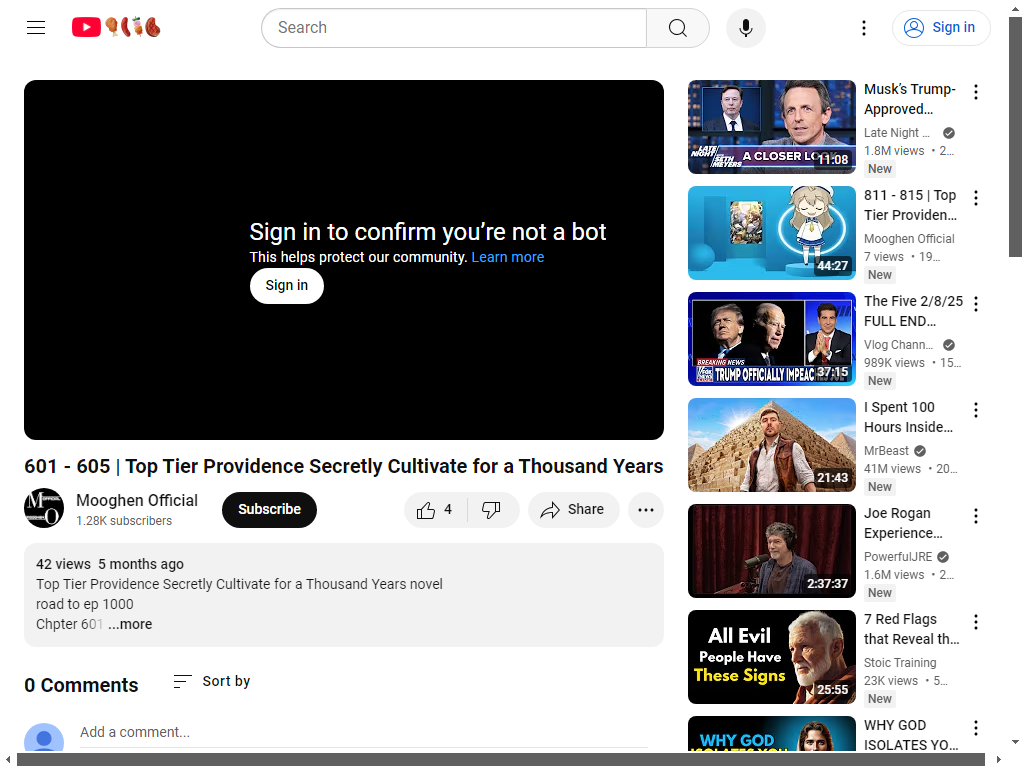 Search
Sign in
Sign in to confirm you're not a bot
This helps protect our community. Learn more
Sign in
601 - 605 | Top Tier Providence Secretly Cultivate for a Thousand Years
Mooghen Official
1.28K subscribers
Subscribe
4
Share
42 views 5 months ago
Top Tier Providence Secretly Cultivate for a Thousand Years novel
road to ep 1000
Chpter 601 ...more
0 Comments
Sort by
Add a comment...
LATE NIGHT
SETH MEYERS
A CLOSER LOOK
11:08
Musk's Trump-
Approved...
Late Night ...
1.8M views • 2...
New
44:27
811 - 815 | Top
Tier Providen...
Mooghen Official
7 views • 19...
New
BREAKING NEWS
TRUMP OFFICIALLY
37:15
The Five 2/8/25
FULL END...
Vlog Chann...
989K views • 15...
New
21:43
I Spent 100
Hours Inside...
MrBeast
41M views • 20...
New
2:37:37
Joe Rogan
Experience...
PowerfulJRE
1.6M views • 2...
New
All Evil
People Have
These Signs
25:55
7 Red Flags
that Reveal th...
Stoic Training
23K views • 5...
New
WHY GOD
ISOLATES YOU
WHY GOD
ISOLATES YO...